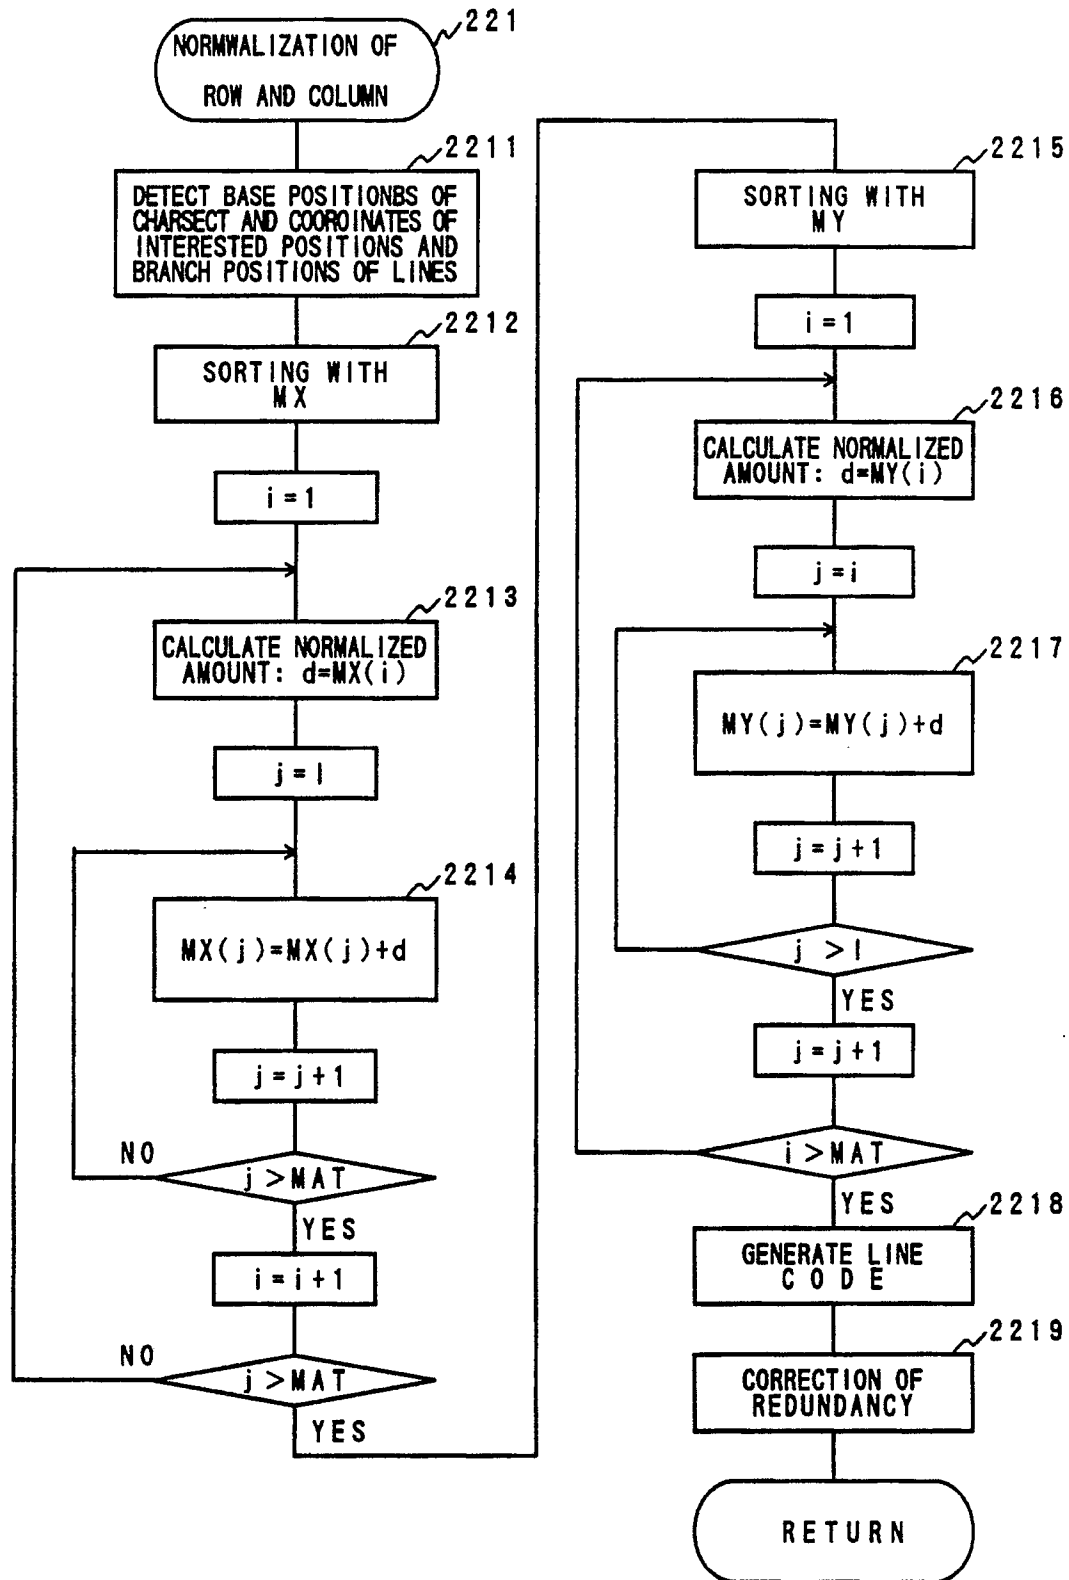 221
NORMWALIZATION OF
ROW AND COLUMN
2211
DETECT BASE POSITIONBS OF
CHARSECT AND COOROINATES OF
INTERESTED POSITIONS AND
BRANCH POSITIONS OF LINES
2212
SORTING WITH
MX
i=1
2213
CALCULATE NORMALIZED
AMOUNT: d=MX(i)
j=I
2214
MX(j)=MX(j)+d
j=j+1
NO
j>MAT
YES
i=i+1
NO
j>MAT
YES
2215
SORTING WITH
MY
i=1
2216
CALCULATE NORMALIZED
AMOUNT: d=MY(i)
j=i
2217
MY(j)=MY(j)+d
j=j+1
j>I
YES
j=j+1
i>MAT
YES
2218
GENERATE LINE
CODE
2219
CORRECTION OF
REDUNDANCY
RETURN